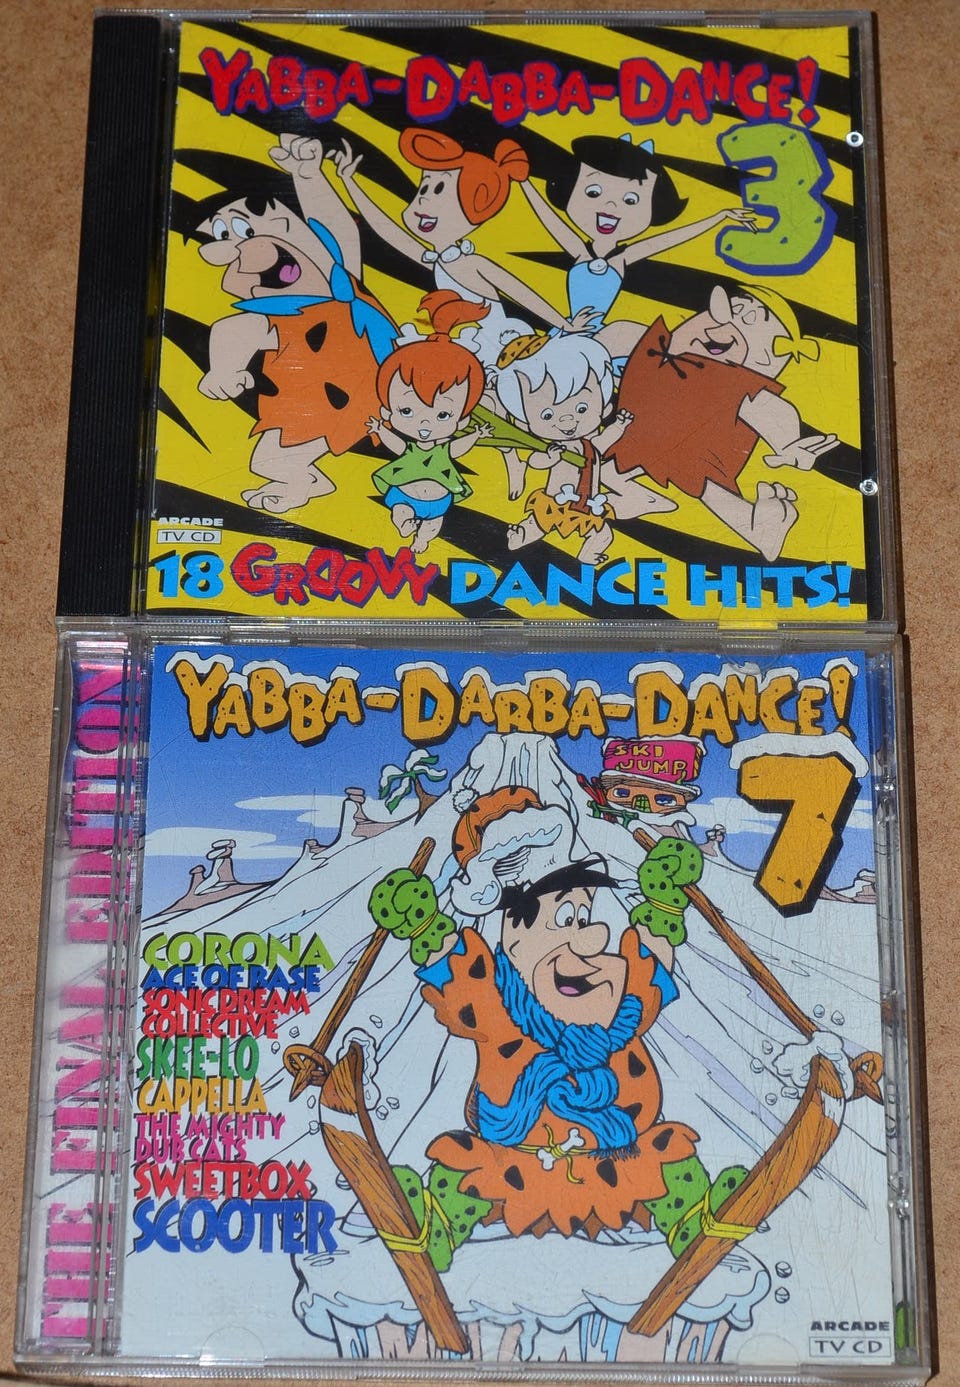 YABBA-DABBA-DANCE!
3
ARCADE
TV CD
18 GROOVY DANCE HITS!
THE FINAL EDITION
YABBA-DABBA-DANCE!
7
SKI
JUMP
CORONA
ACE OF BASE
SONIC DREAM
COLLECTIVE
SKEE-LO
CAPPELLA
THE MIGHTY
DUB CATS
SWEETBOX
SCOOTER
ARCADE
TV CD